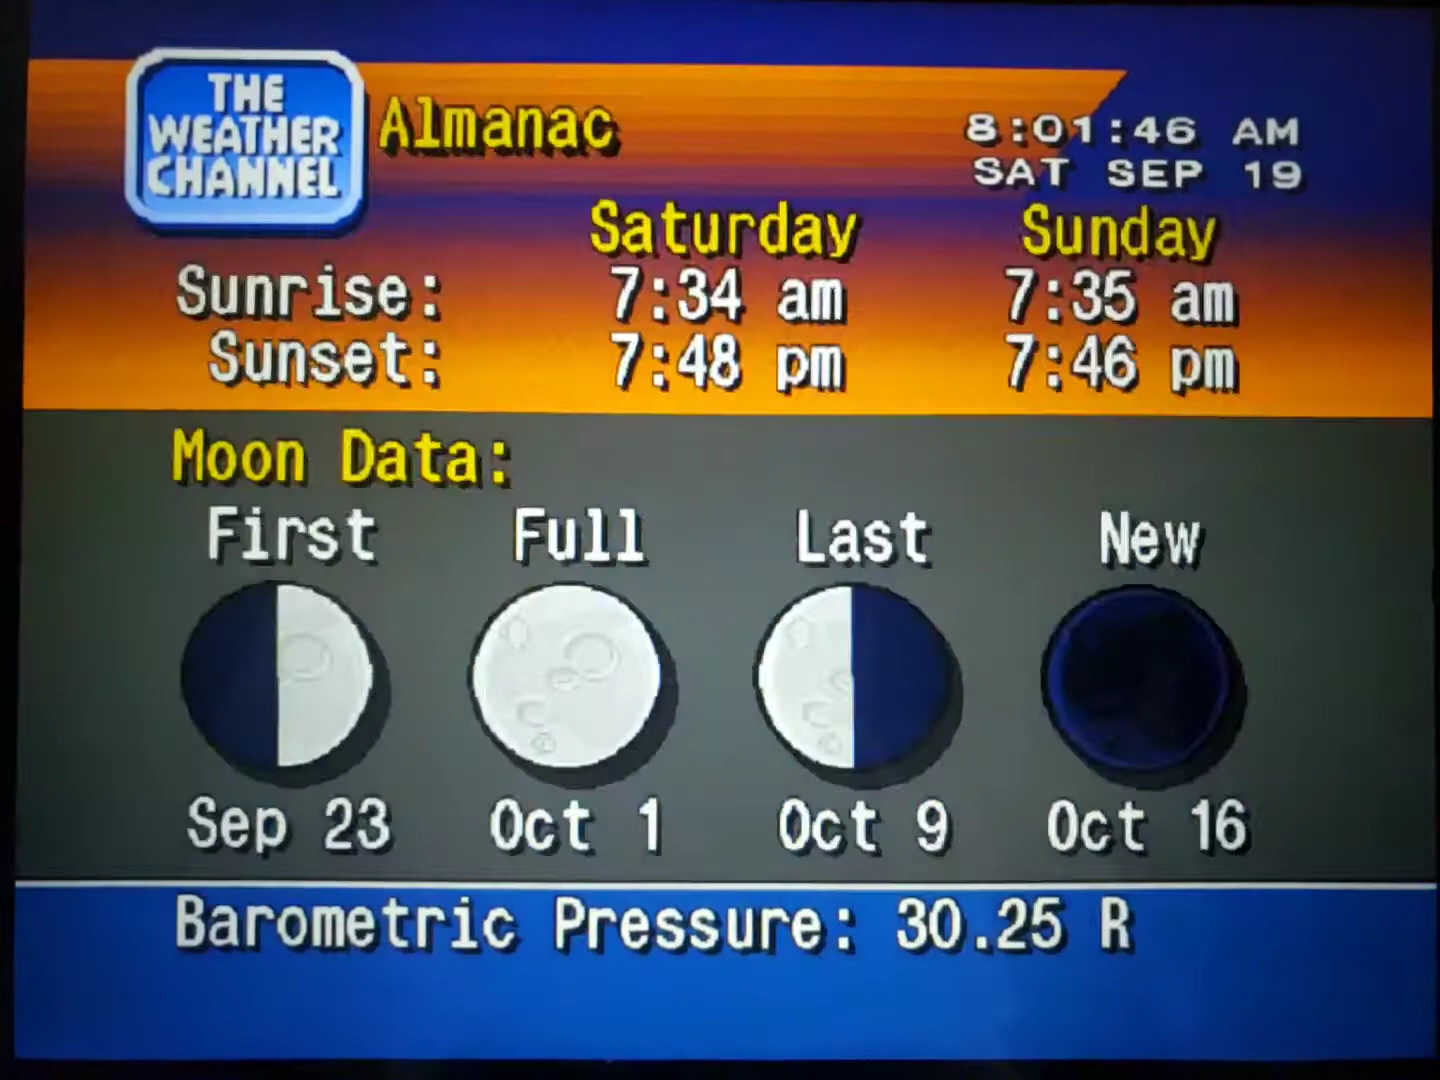 THE
WEATHER
CHANNEL
Almanac
8:01:46 AM
SAT SEP 19
Saturday Sunday
Sunrise: 7:34 am 7:35 am
Sunset: 7:48 pm 7:46 pm
Moon Data:
First Full Last New
Sep 23 Oct 1 Oct 9 Oct 16
Barometric Pressure: 30.25 R